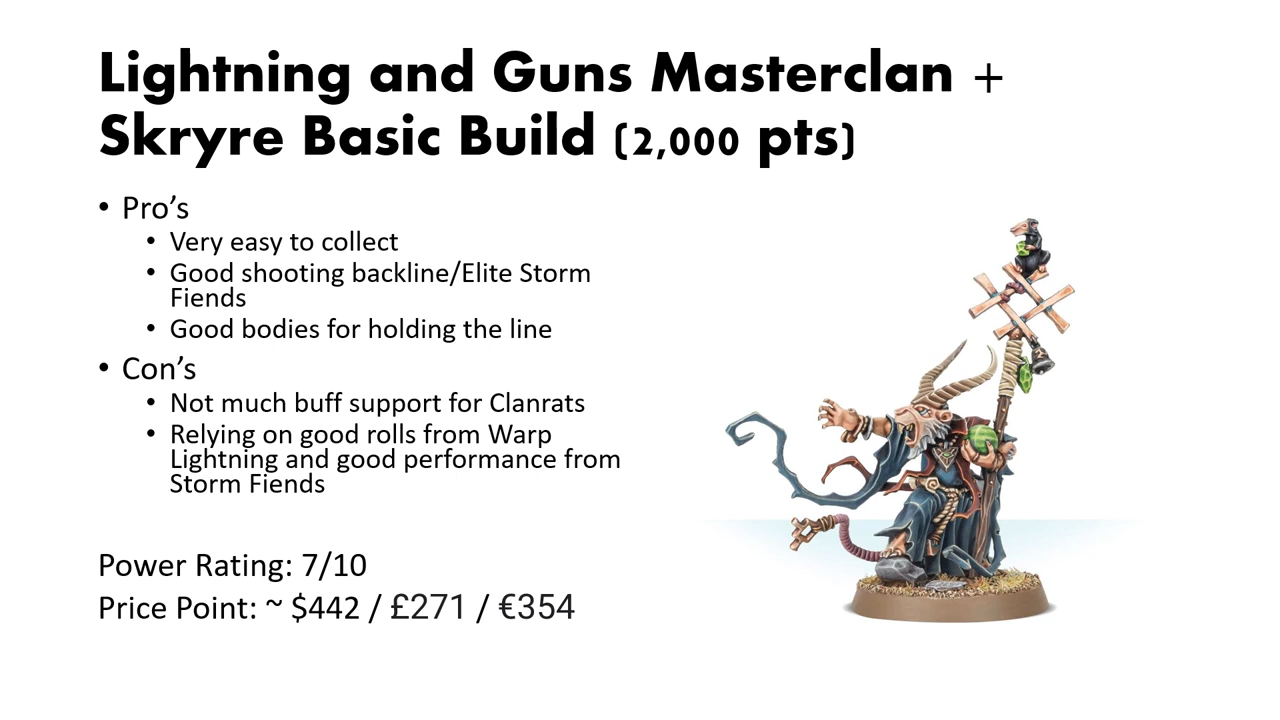 Lightning and Guns Masterclan +
Skryre Basic Build (2,000 pts)
• Pro’s
• Very easy to collect
• Good shooting backline/Elite Storm
Fiends
• Good bodies for holding the line
• Con’s
• Not much buff support for Clanrats
• Relying on good rolls from Warp
Lightning and good performance from
Storm Fiends
Power Rating: 7/10
Price Point: ~ $442 / £271 / €354